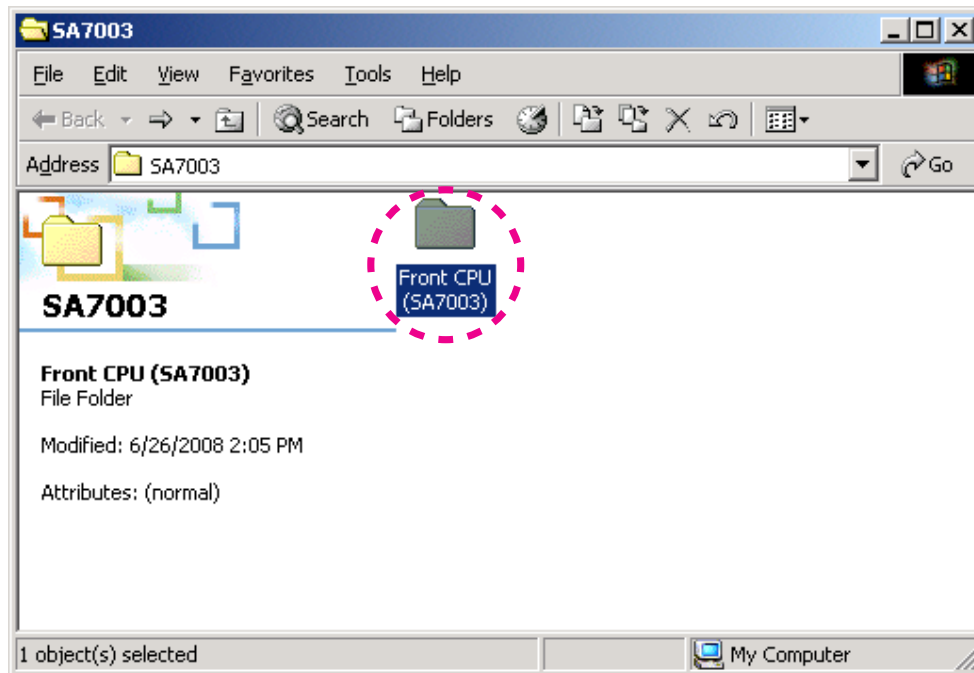 SA7003
File Edit View Favorites Tools Help
Back Search Folders
Address SA7003 Go
Front CPU
(SA7003)
SA7003
Front CPU (SA7003)
File Folder
Modified: 6/26/2008 2:05 PM
Attributes: (normal)
1 object(s) selected My Computer